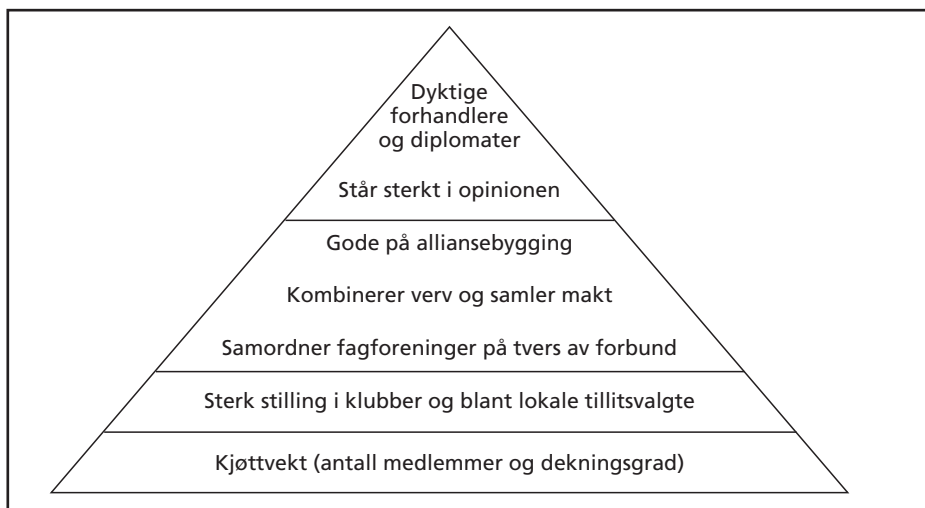 Dyktige
forhandlere
og diplomater
Står sterkt i opinionen
Gode på alliansebygging
Kombinerer verv og samler makt
Samordner fagforeninger på tvers av forbund
Sterk stilling i klubber og blant lokale tillitsvalgte
Kjøttvekt (antall medlemmer og dekningsgrad)